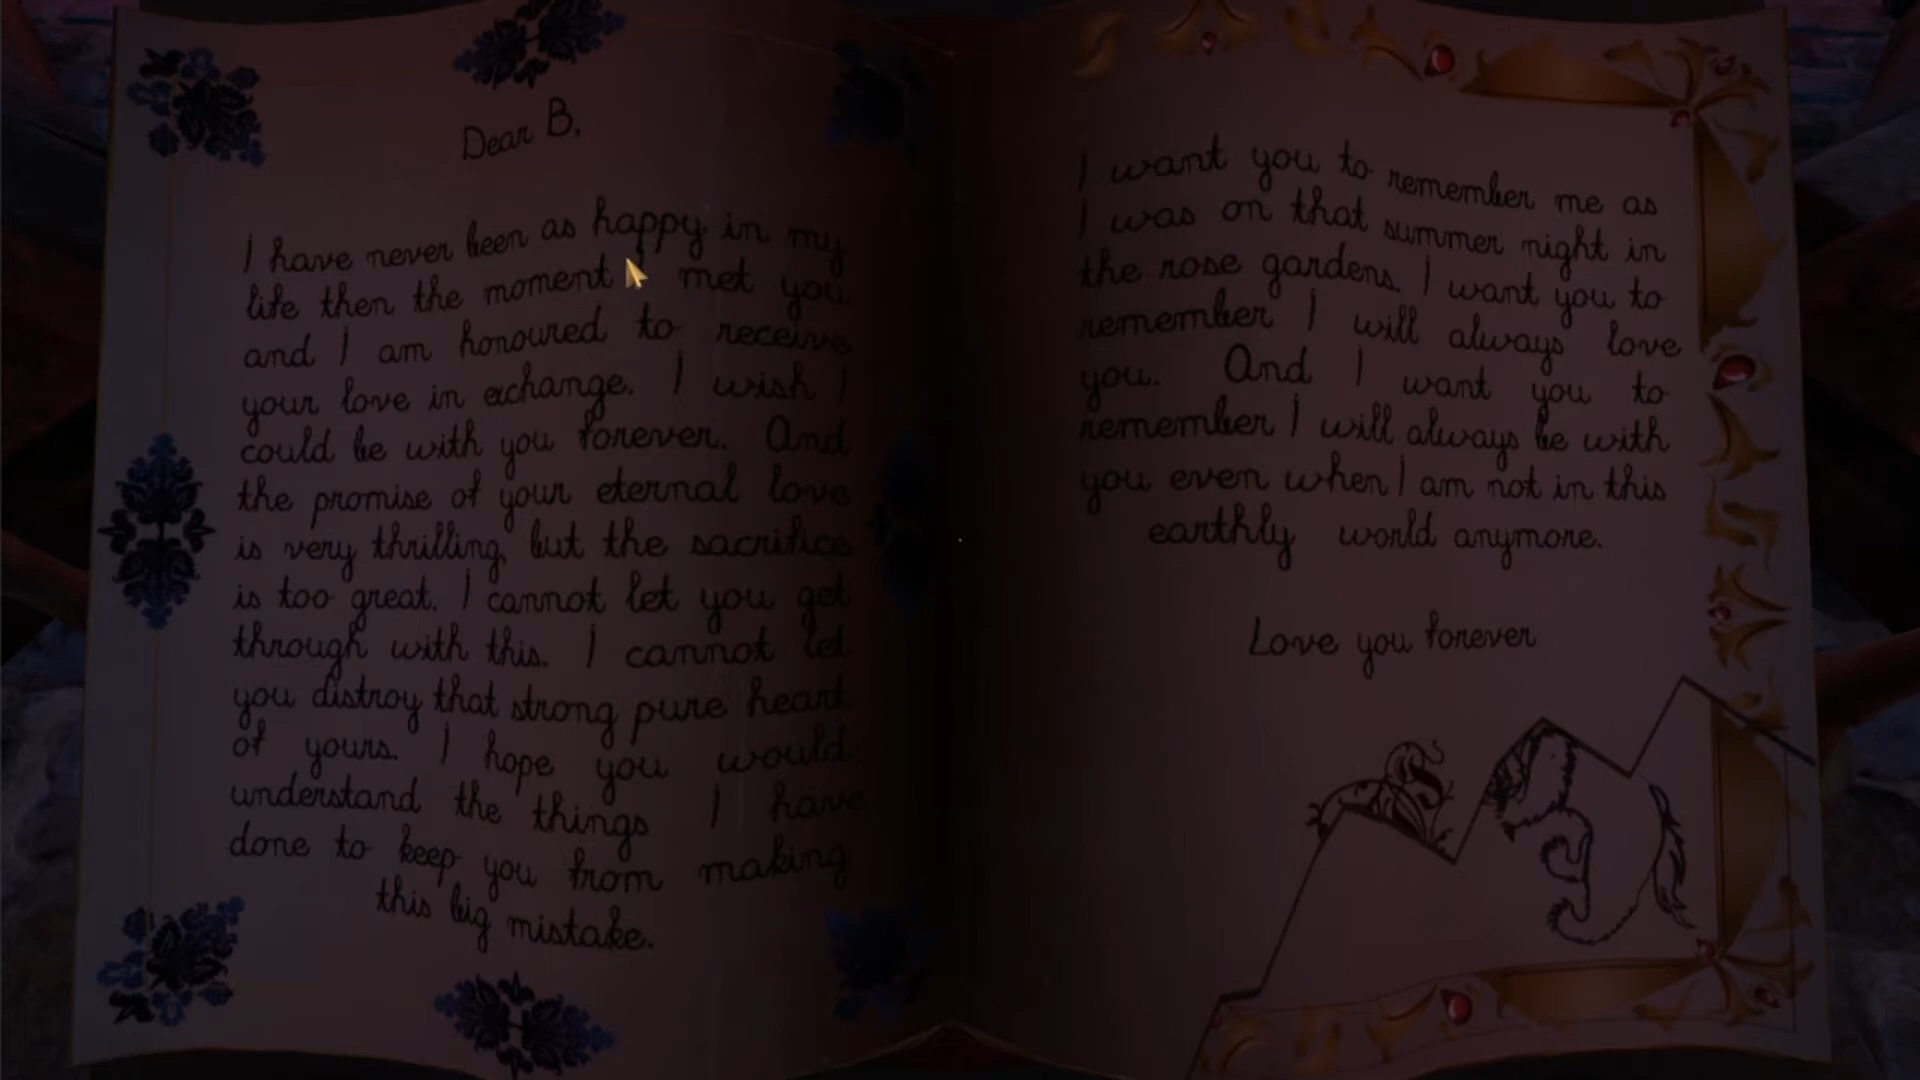 Dear B,
I have never been as happy in my
life then the moment I met you
and I am honoured to receive
your love in exchange. I wish I
could be with you forever. And
the promise of your eternal love
is very thrilling, but the sacrifice
is too great. I cannot let you get
through with this. I cannot let
you distroy that strong pure heart
of yours. I hope you would
understand the things I have
done to keep you from making
this big mistake.
I want you to remember me as
I was on that summer night in
the rose gardens. I want you to
remember I will always love
you. And I want you to
remember I will always be with
you even when I am not in this
earthly world anymore.
Love you forever